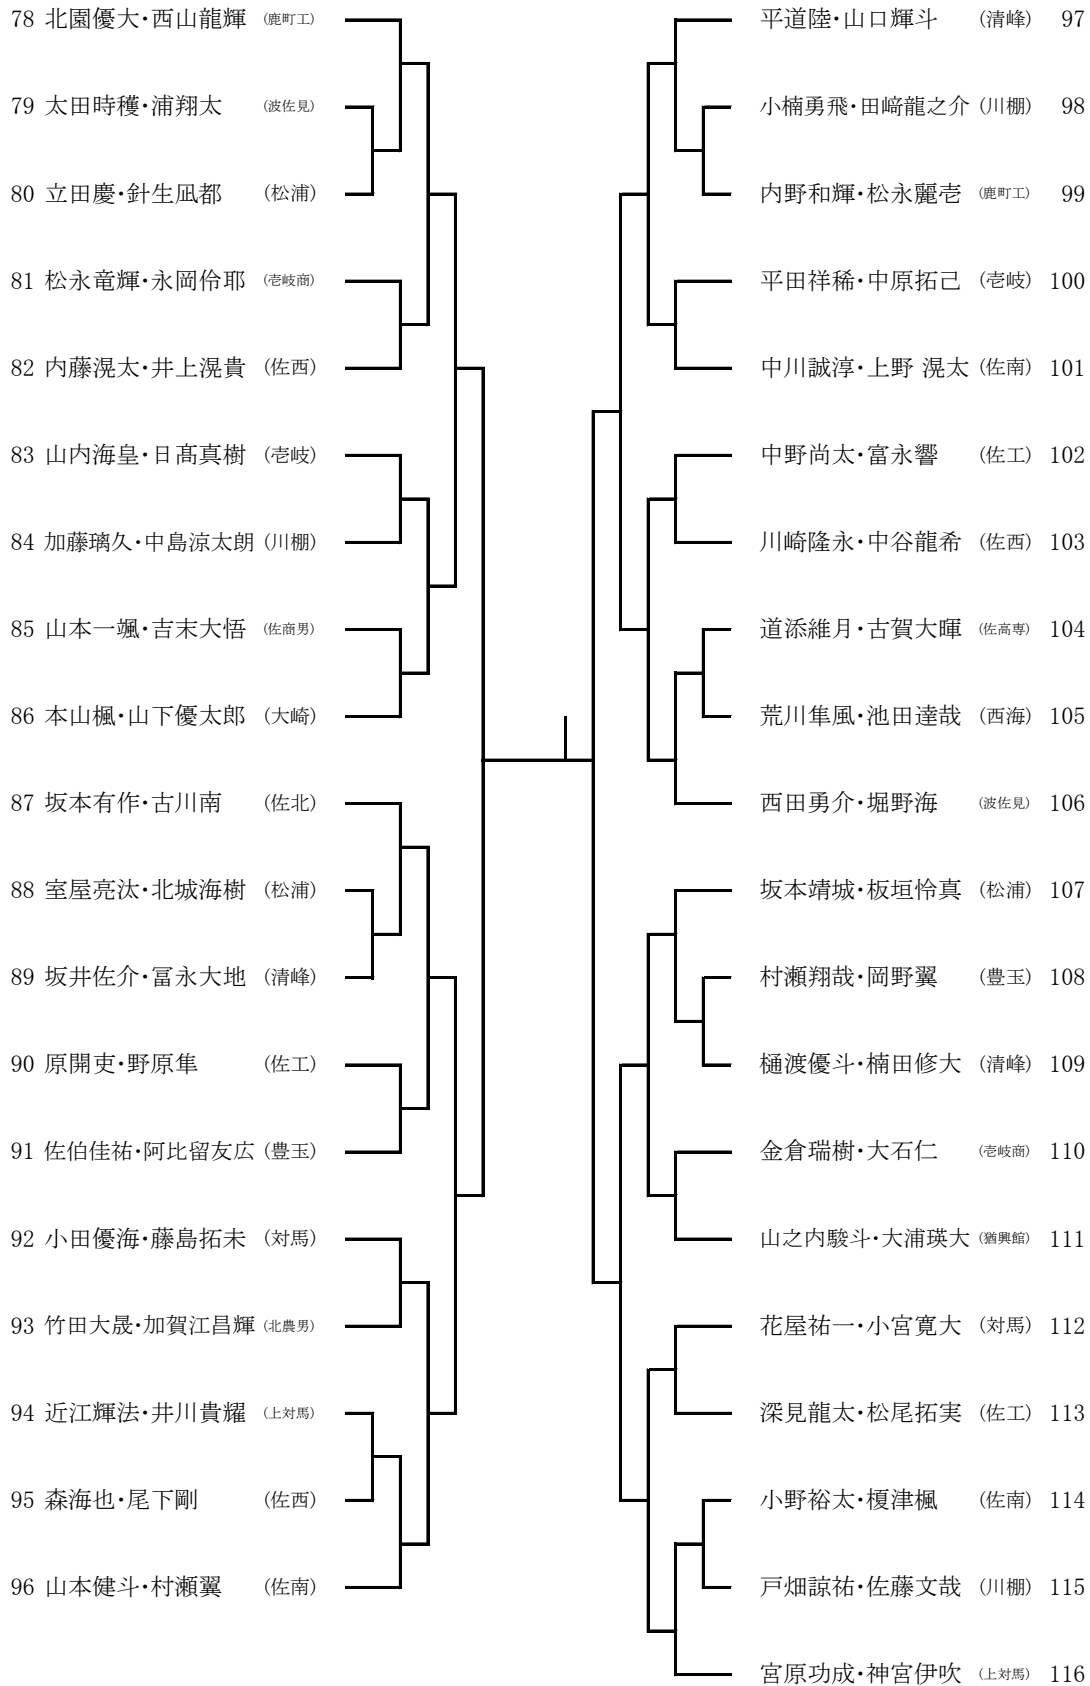 78 北園優大・西山龍輝 (鹿町工)
79 太田時穫・浦翔太 (波佐見)
80 立田慶・針生凪都 (松浦)
81 松永竜輝・永岡伶耶 (壱岐商)
82 内藤滉太・井上滉貴 (佐西)
83 山内海皇・日髙真樹 (壱岐)
84 加藤璃久・中島涼太朗 (川棚)
85 山本一颯・吉末大悟 (佐商男)
86 本山楓・山下優太郎 (大崎)
87 坂本有作・古川南 (佐北)
88 室屋亮汰・北城海樹 (松浦)
89 坂井佐介・冨永大地 (清峰)
90 原開吏・野原隼 (佐工)
91 佐伯佳祐・阿比留友広 (豊玉)
92 小田優海・藤島拓未 (対馬)
93 竹田大晟・加賀江昌輝 (北農男)
94 近江輝法・井川貴耀 (上対馬)
95 森海也・尾下剛 (佐西)
96 山本健斗・村瀬翼 (佐南)
平道陸・山口輝斗 (清峰) 97
小楠勇飛・田﨑龍之介 (川棚) 98
内野和輝・松永麗壱 (鹿町工) 99
平田祥稀・中原拓己 (壱岐) 100
中川誠淳・上野 滉太 (佐南) 101
中野尚太・富永響 (佐工) 102
川崎隆永・中谷龍希 (佐西) 103
道添維月・古賀大暉 (佐高専) 104
荒川隼風・池田達哉 (西海) 105
西田勇介・堀野海 (波佐見) 106
坂本靖城・板垣怜真 (松浦) 107
村瀬翔哉・岡野翼 (豊玉) 108
樋渡優斗・楠田修大 (清峰) 109
金倉瑞樹・大石仁 (壱岐商) 110
山之内駿斗・大浦瑛大 (猶興館) 111
花屋祐一・小宮寛大 (対馬) 112
深見龍太・松尾拓実 (佐工) 113
小野裕太・榎津楓 (佐南) 114
戸畑諒祐・佐藤文哉 (川棚) 115
宮原功成・神宮伊吹 (上対馬) 116